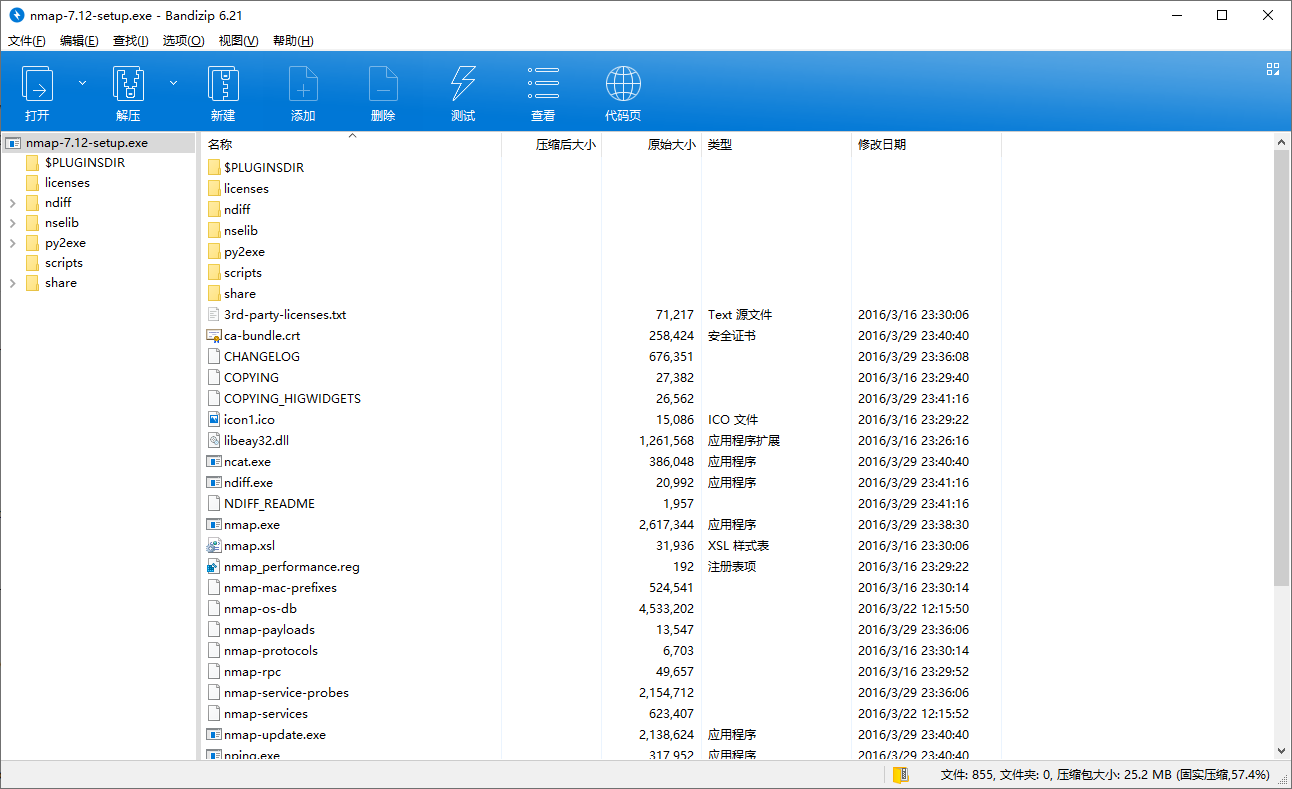 nmap-7.12-setup.exe - Bandizip 6.21
文件(F) 编辑(E) 查找(I) 选项(O) 视图(V) 帮助(H)
打开 解压 新建 添加 删除 测试 查看 代码页
nmap-7.12-setup.exe
$PLUGINSDIR
licenses
ndiff
nselib
py2exe
scripts
share
名称 压缩后大小 原始大小 类型 修改日期
$PLUGINSDIR
licenses
ndiff
nselib
py2exe
scripts
share
3rd-party-licenses.txt 71,217 Text 源文件 2016/3/16 23:30:06
ca-bundle.crt 258,424 安全证书 2016/3/29 23:40:40
CHANGELOG 676,351 2016/3/29 23:36:08
COPYING 27,382 2016/3/16 23:29:40
COPYING_HIGWIDGETS 26,562 2016/3/29 23:41:16
icon1.ico 15,086 ICO 文件 2016/3/16 23:29:22
libeay32.dll 1,261,568 应用程序扩展 2016/3/16 23:26:16
ncat.exe 386,048 应用程序 2016/3/29 23:40:40
ndiff.exe 20,992 应用程序 2016/3/29 23:41:16
NDIFF_README 1,957 2016/3/29 23:41:16
nmap.exe 2,617,344 应用程序 2016/3/29 23:38:30
nmap.xsl 31,936 XSL 样式表 2016/3/16 23:30:06
nmap_performance.reg 192 注册表项 2016/3/16 23:29:22
nmap-mac-prefixes 524,541 2016/3/16 23:30:14
nmap-os-db 4,533,202 2016/3/22 12:15:50
nmap-payloads 13,547 2016/3/29 23:36:06
nmap-protocols 6,703 2016/3/16 23:30:14
nmap-rpc 49,657 2016/3/16 23:29:52
nmap-service-probes 2,154,712 2016/3/29 23:36:06
nmap-services 623,407 2016/3/22 12:15:52
nmap-update.exe 2,138,624 应用程序 2016/3/29 23:40:40
nping.exe 317,952 应用程序 2016/3/29 23:40:40
文件: 855, 文件夹: 0, 压缩包大小: 25.2 MB (固实压缩,57.4%)